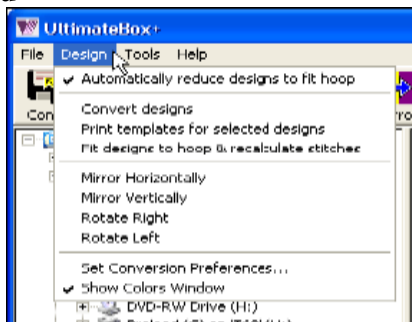 UltimateBox+
File Design Tools Help
Automatically reduce designs to fit hoop
Con
Convert designs
Print templates for selected designs
Fit designs to hoop & recalculate stitches
Mirror Horizontally
Mirror Vertically
Rotate Right
Rotate Left
Set Conversion Preferences...
Show Colors Window
DVD-RW Drive (H:)